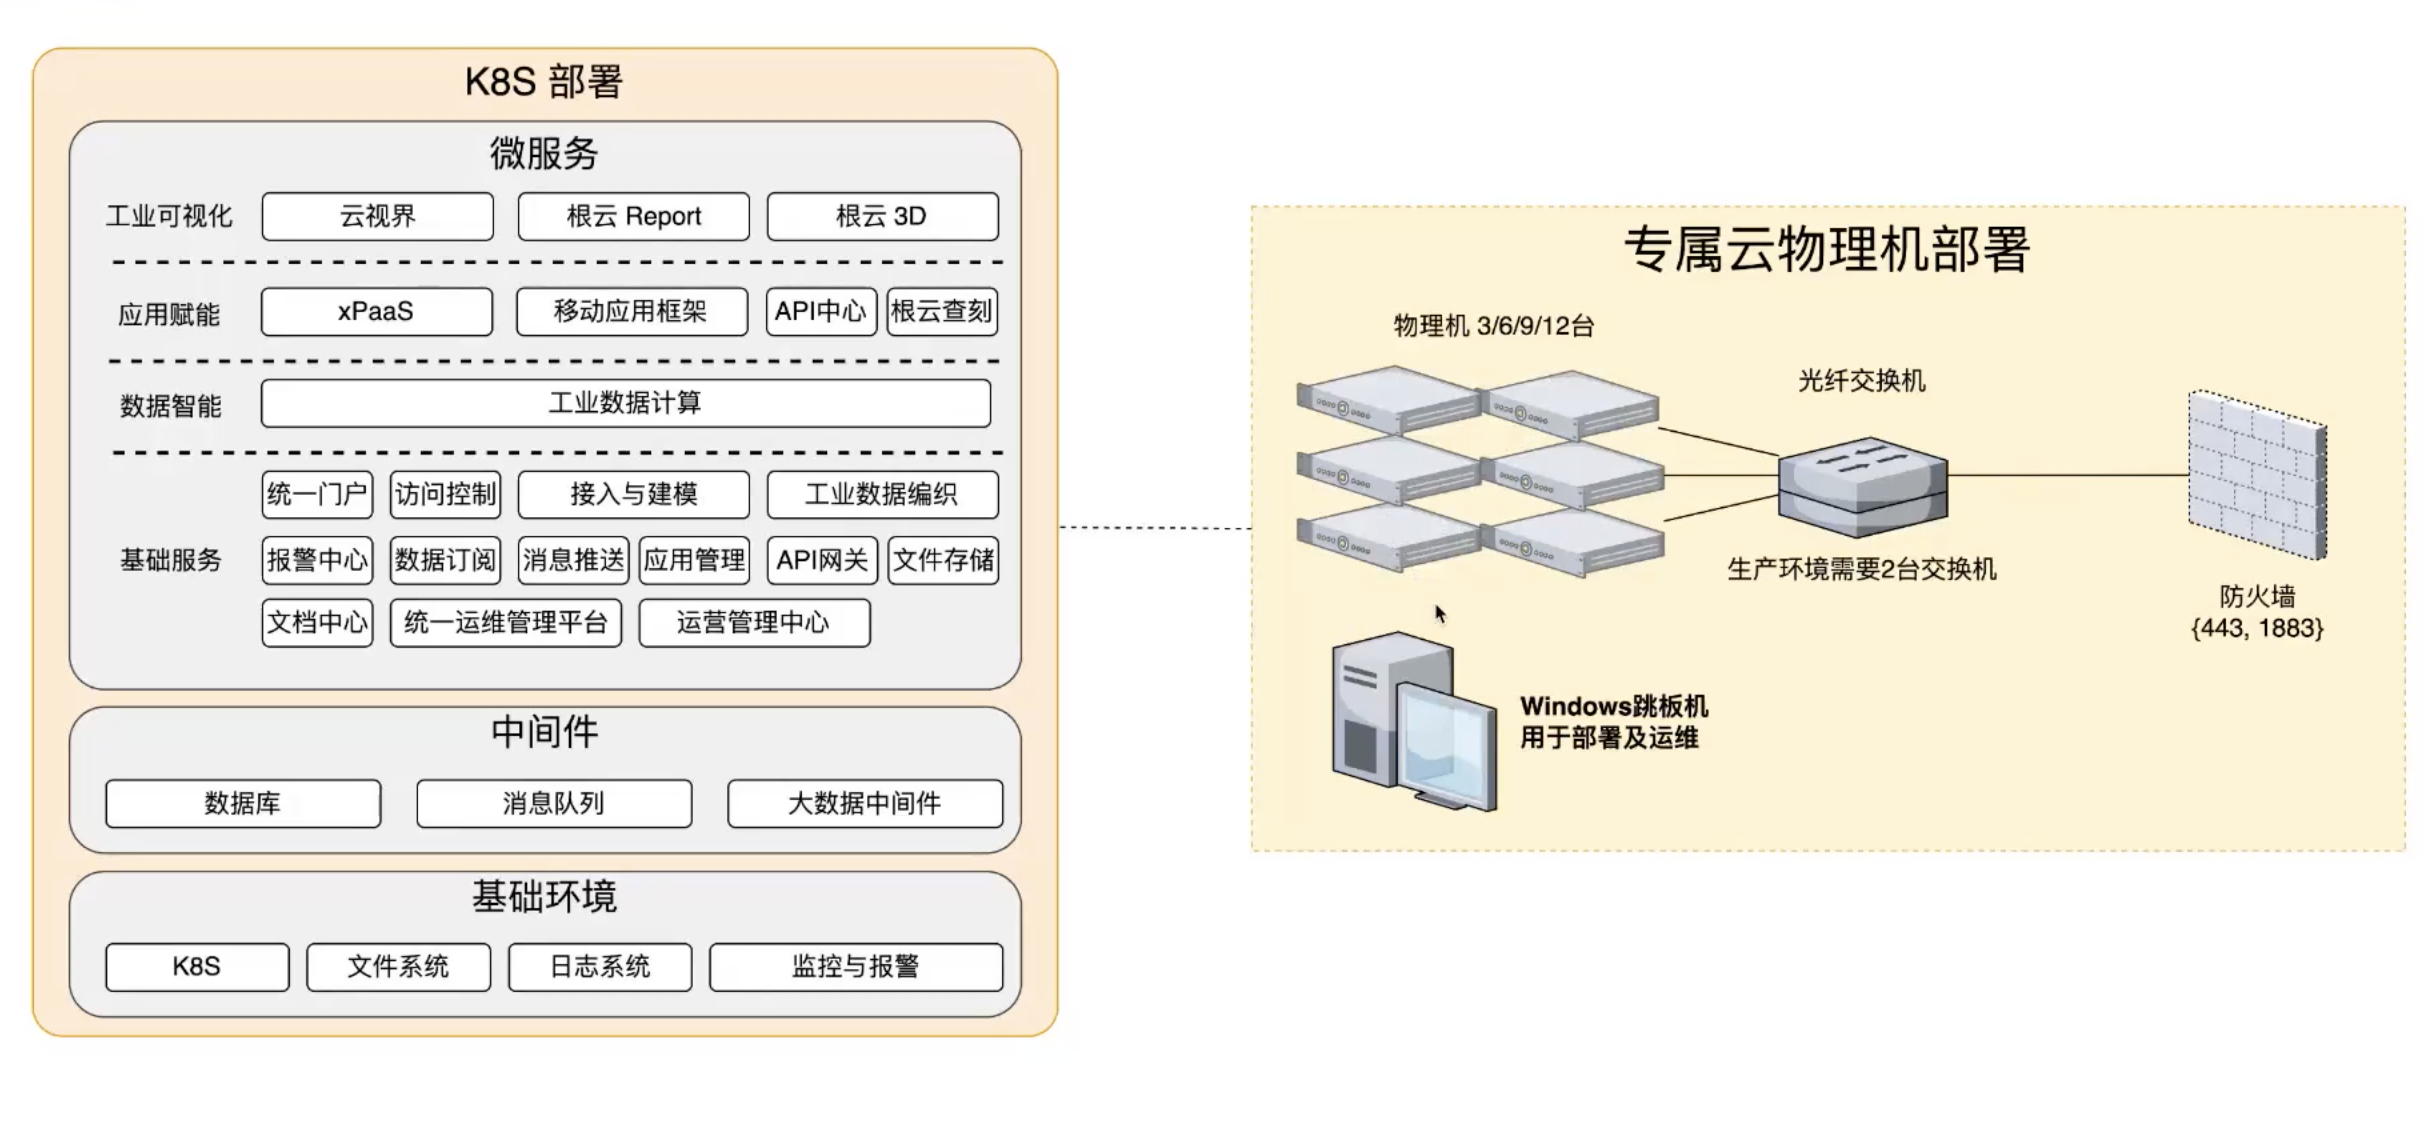 K8S 部署
微服务
工业可视化
云视界
根云 Report
根云 3D
应用赋能
xPaaS
移动应用框架
API中心
根云查刻
数据智能
工业数据计算
基础服务
统一门户
访问控制
接入与建模
工业数据编织
报警中心
数据订阅
消息推送
应用管理
API网关
文件存储
文档中心
统一运维管理平台
运营管理中心
中间件
数据库
消息队列
大数据中间件
基础环境
K8S
文件系统
日志系统
监控与报警
专属云物理机部署
物理机 3/6/9/12台
光纤交换机
生产环境需要2台交换机
防火墙
{443, 1883}
Windows跳板机
用于部署及运维